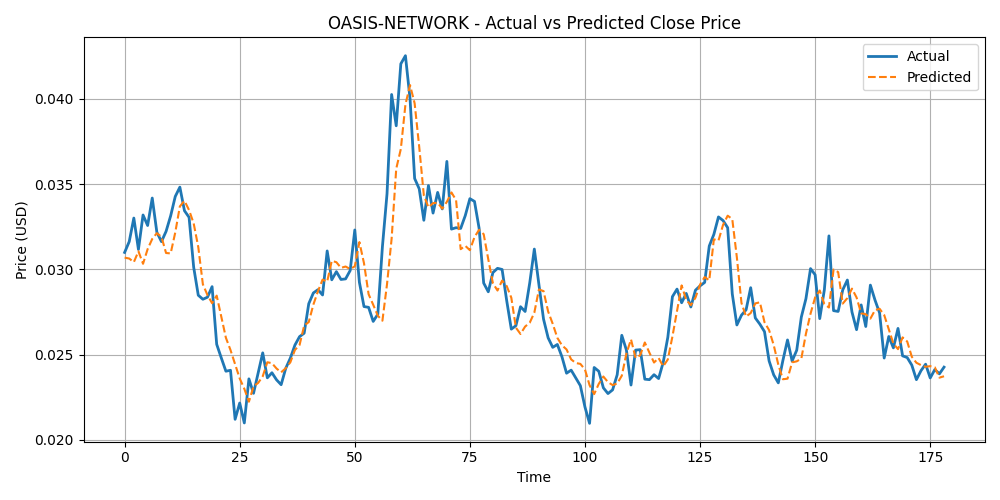 OASIS-NETWORK - Actual vs Predicted Close Price
Actual
Predicted
Price (USD)
0.040
0.035
0.030
0.025
0.020
0
25
50
75
100
125
150
175
Time